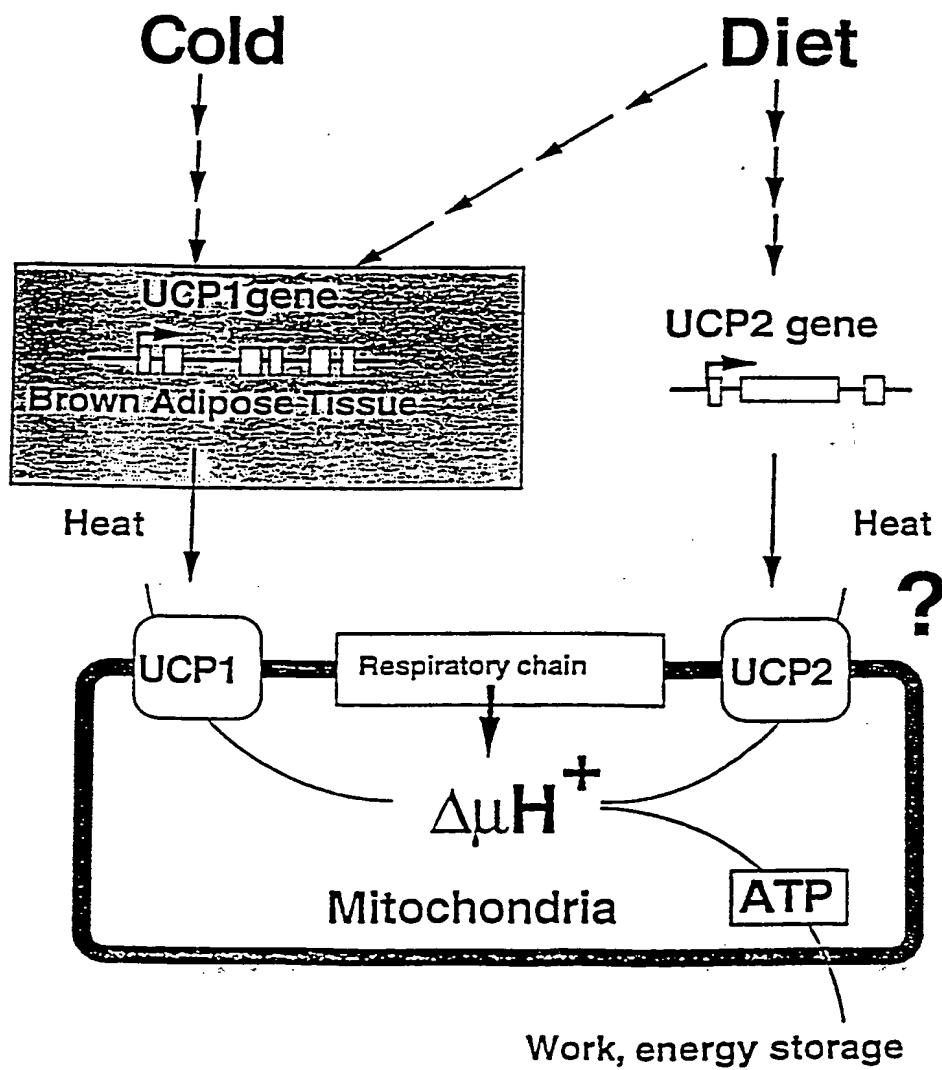 Cold
Diet
UCP1gene
Brown Adipose Tissue
UCP2 gene
Heat
Heat
?
UCP1
Respiratory chain
UCP2
ΔμH+
Mitochondria
ATP
Work, energy storage